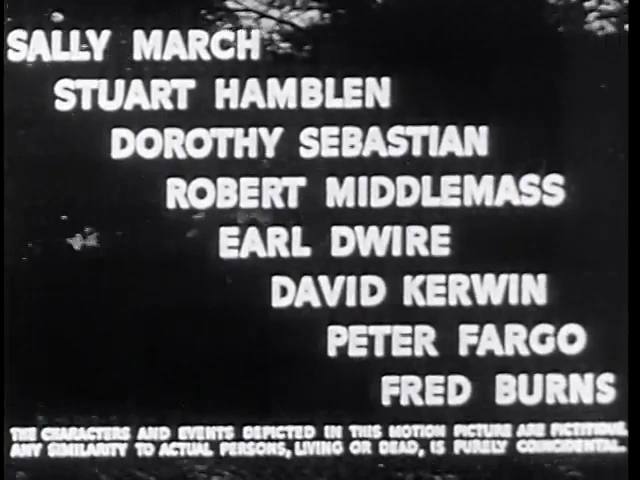 SALLY MARCH
STUART HAMBLEN
DOROTHY SEBASTIAN
ROBERT MIDDLEMASS
EARL DWIRE
DAVID KERWIN
PETER FARGO
FRED BURNS
THE CHARACTERS AND EVENTS DEPICTED IN THIS MOTION PICTURE ARE FICTITIOUS.
ANY SIMILARITY TO ACTUAL PERSONS, LIVING OR DEAD, IS PURELY COINCIDENTAL.